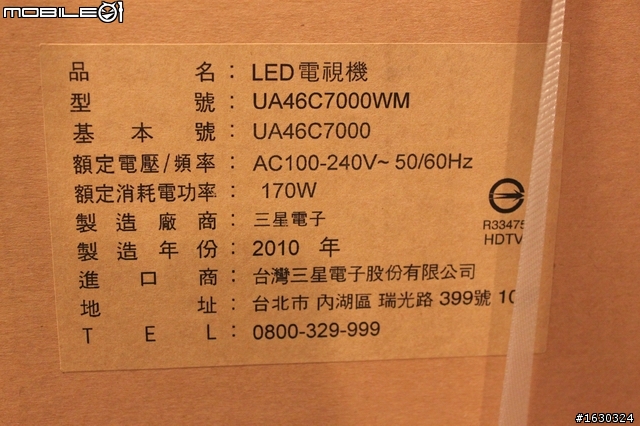 MOBILE01
品 名：LED電視機
型 號：UA46C7000WM
基 本 號：UA46C7000
額定電壓/頻率：AC100-240V~ 50/60Hz
額定消耗電功率： 170W
製 造 廠 商：三星電子
製 造 年 份：2010 年
進 口 商：台灣三星電子股份有限公司
地 址：台北市 內湖區 瑞光路 399號 10
T E L：0800-329-999
R33475
HDTV
#1630324